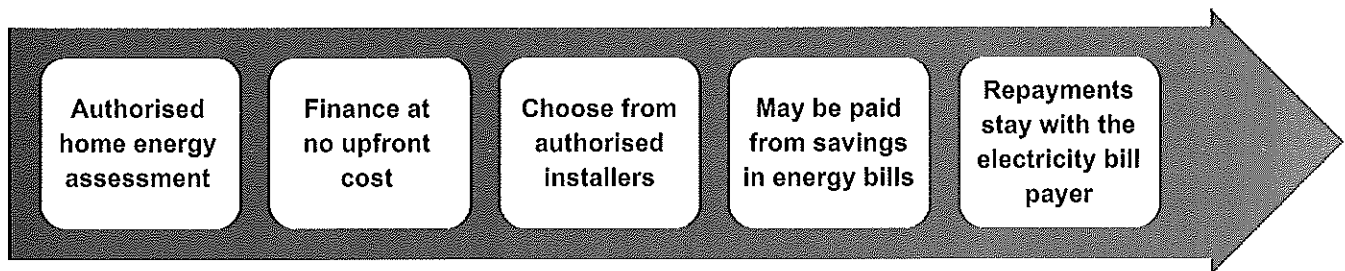 Authorised
home energy
assessment
Finance at
no upfront
cost
Choose from
authorised
installers
May be paid
from savings
in energy bills
Repayments
stay with the
electricity bill
payer